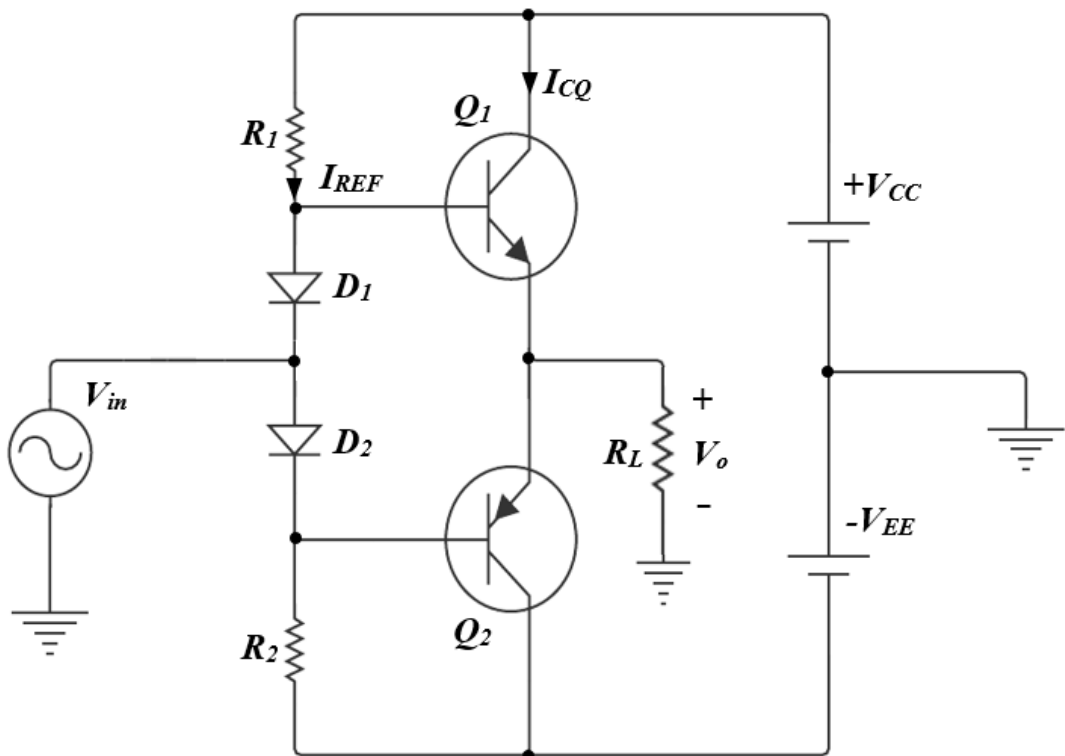 I_CQ
Q_1
R_1
I_REF
+V_CC
D_1
V_in
D_2
+
R_L
V_o
-
-V_EE
Q_2
R_2